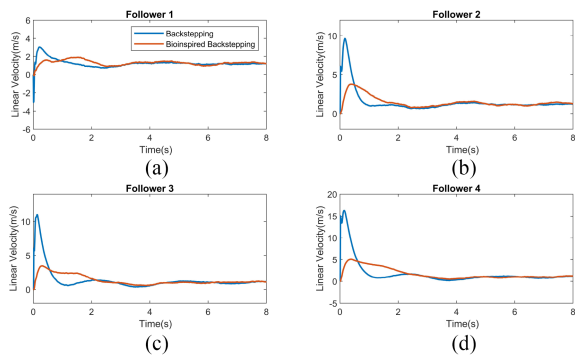 Follower 1
Backstepping
Bioinspired Backstepping
Linear Velocity(m/s)
6
4
2
0
-2
-4
-6
0 2 4 6 8
Time(s)
(a)
Follower 2
Linear Velocity(m/s)
10
5
0
0 2 4 6 8
Time(s)
(b)
Follower 3
Linear Velocity(m/s)
10
5
0
0 2 4 6 8
Time(s)
(c)
Follower 4
Linear Velocity(m/s)
20
15
10
5
0
-5
0 2 4 6 8
Time(s)
(d)